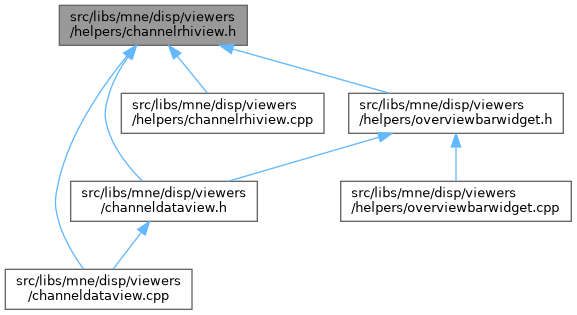 src/libs/mne/disp/viewers
/helpers/channelrhiview.h
src/libs/mne/disp/viewers
/helpers/channelrhiview.cpp
src/libs/mne/disp/viewers
/helpers/overviewbarwidget.h
src/libs/mne/disp/viewers
/channeldataview.h
src/libs/mne/disp/viewers
/helpers/overviewbarwidget.cpp
src/libs/mne/disp/viewers
/channeldataview.cpp